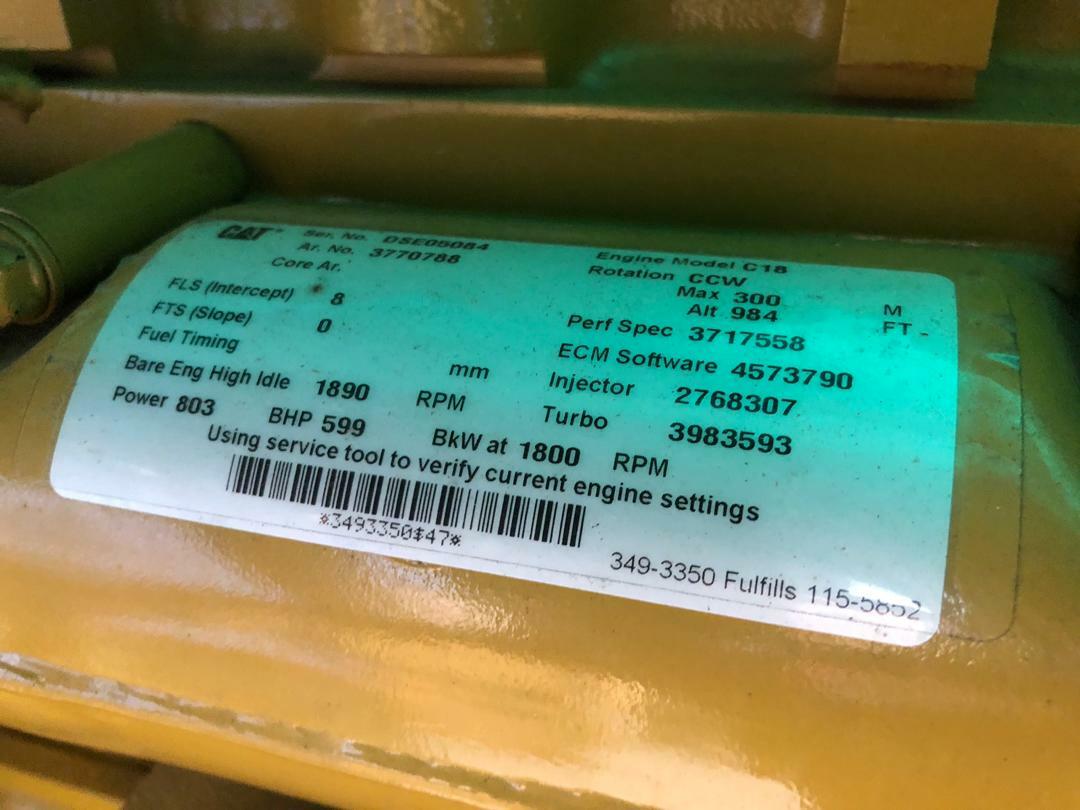 CAT® Ser. No. DSE05084
Ar. No. 3770788
Core Ar.
FLS (Intercept) 8
FTS (Slope) 0
Fuel Timing mm
Bare Eng High Idle 1890 RPM
Power 803 BHP 599 BkW at 1800 RPM
Engine Model C18
Rotation CCW
Max 300 M
Alt 984 FT -
Perf Spec 3717558
ECM Software 4573790
Injector 2768307
Turbo 3983593
Using service tool to verify current engine settings
*3493350$47*
349-3350 Fulfills 115-5852